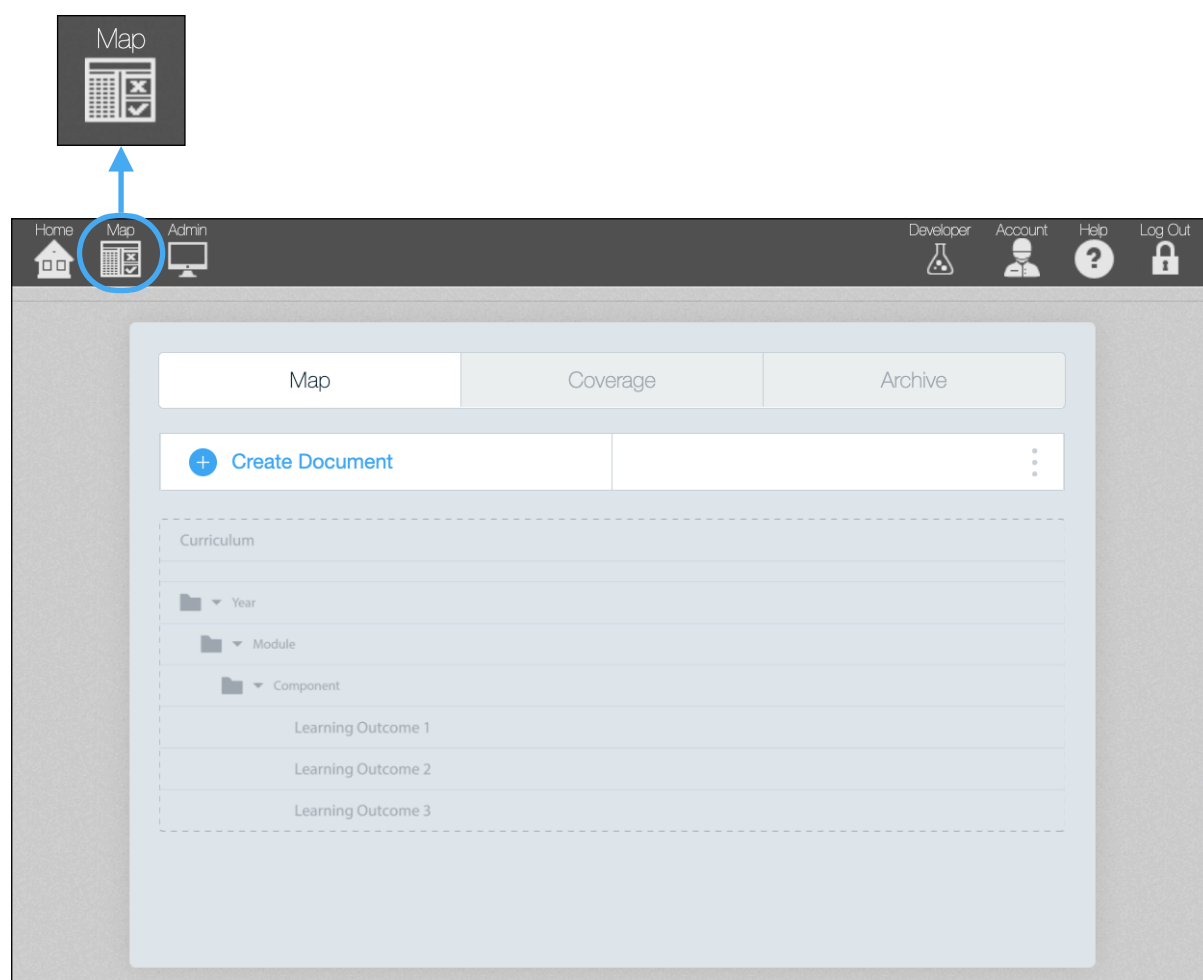 Map
Home Map Admin Developer Account Help Log Out
Map Coverage Archive
Create Document
Curriculum
Year
Module
Component
Learning Outcome 1
Learning Outcome 2
Learning Outcome 3